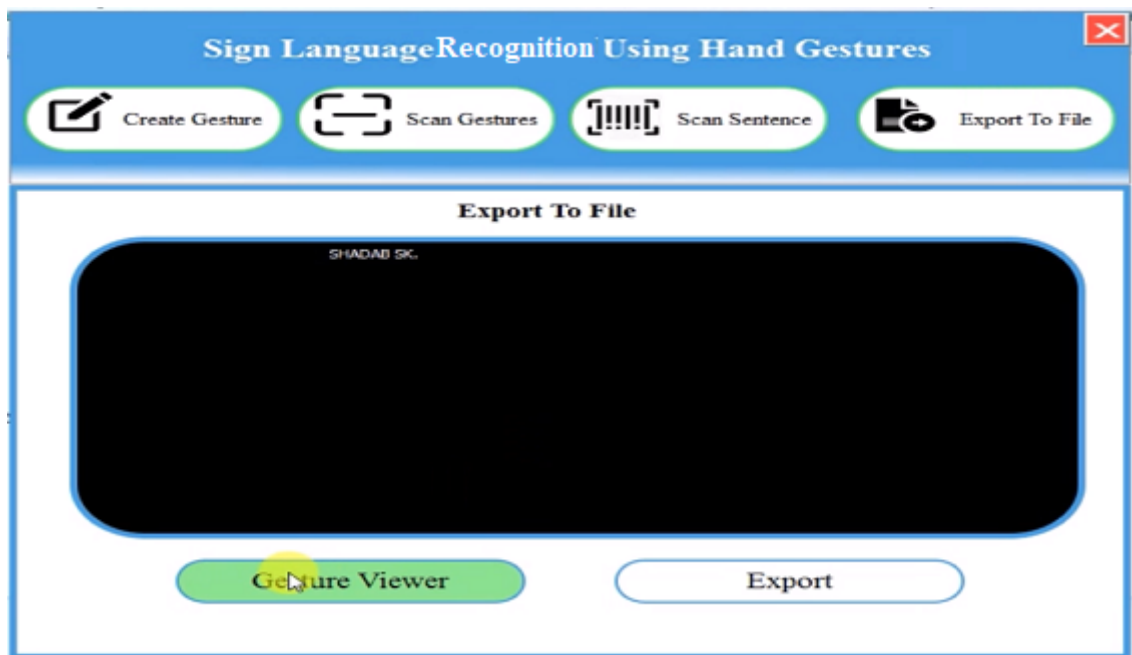 Sign LanguageRecognition Using Hand Gestures
Create Gesture
Scan Gestures
Scan Sentence
Export To File
Export To File
SHADAB SK.
Gesture Viewer
Export